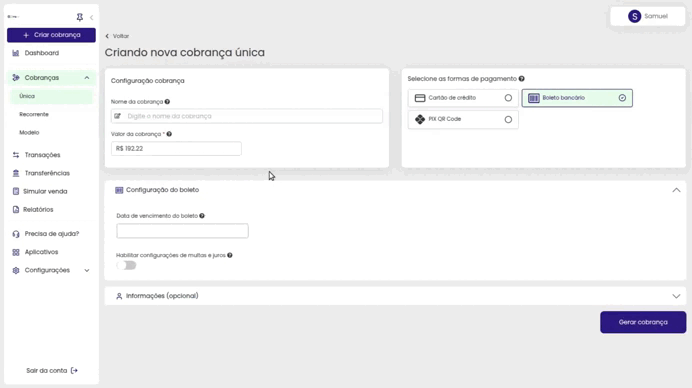 Criar cobrança
Dashboard
Cobranças
Única
Recorrente
Modelo
Transações
Transferências
Simular venda
Relatórios
Precisa de ajuda?
Aplicativos
Configurações
Sair da conta
S Samuel
Voltar
Criando nova cobrança única
Configuração cobrança
Nome da cobrança
Digite o nome da cobrança
Valor da cobrança *
R$ 192,22
Selecione as formas de pagamento
Cartão de crédito
Boleto bancário
PIX QR Code
Configuração do boleto
Data de vencimento do boleto
Habilitar configurações de multas e juros
Informações (opcional)
Gerar cobrança